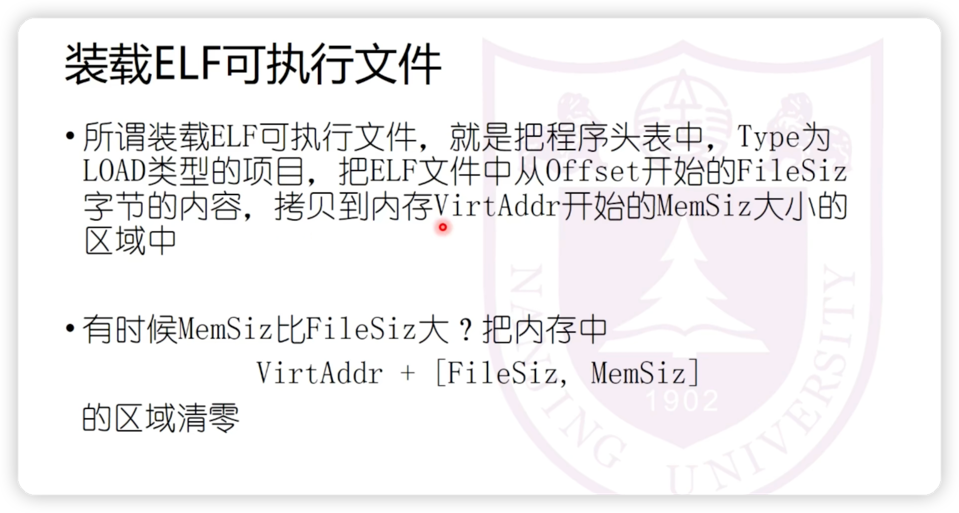 装载ELF可执行文件
• 所谓装载ELF可执行文件，就是把程序头表中，Type为
LOAD类型的项目，把ELF文件中从Offset开始的FileSiz
字节的内容，拷贝到内存VirtAddr开始的MemSiz大小的
区域中
• 有时候MemSiz比FileSiz大？把内存中
VirtAddr + [FileSiz, MemSiz]
的区域清零
1902
NANJING UNIVERSITY